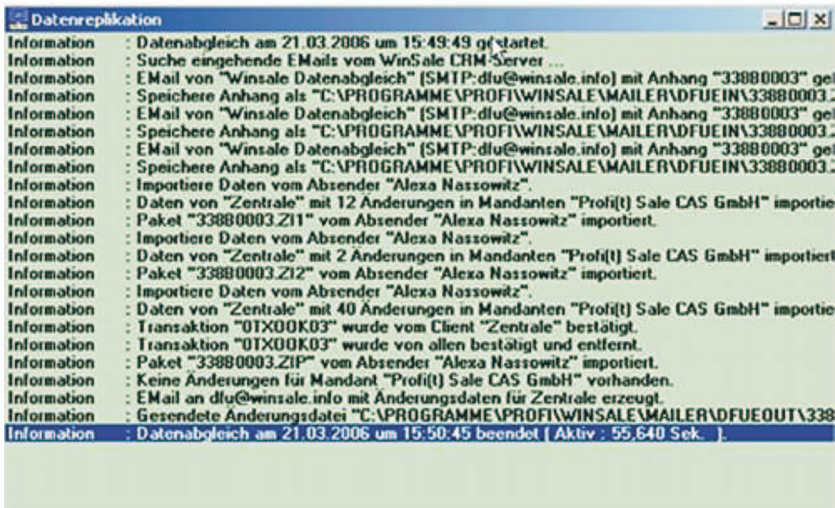 Datenreplikation
Information : Datenabgleich am 21.03.2006 um 15:49:49 gestartet.
Information : Suche eingehende EMails vom WinSale CRM-Server ...
Information : EMail von "Winsale Datenabgleich" (SMTP:dfu@winsale.info) mit Anhang "33880003" gel
Information : Speichere Anhang als "C:\PROGRAMME\PROFI\WINSALE\MAILER\DFUEIN\33880003.Z
Information : EMail von "Winsale Datenabgleich" (SMTP:dfu@winsale.info) mit Anhang "33880003" gel
Information : Speichere Anhang als "C:\PROGRAMME\PROFI\WINSALE\MAILER\DFUEIN\33880003.
Information : EMail von "Winsale Datenabgleich" (SMTP:dfu@winsale.info) mit Anhang "33880003" gel
Information : Speichere Anhang als "C:\PROGRAMME\PROFI\WINSALE\MAILER\DFUEIN\33880003.Z
Information : Importiere Daten vom Absender "Alexa Nassowitz".
Information : Daten von "Zentrale" mit 12 Änderungen in Mandanten "Profi(t) Sale CAS GmbH" importie
Information : Paket "33880003.ZI1" vom Absender "Alexa Nassowitz" importiert.
Information : Importiere Daten vom Absender "Alexa Nassowitz".
Information : Daten von "Zentrale" mit 2 Änderungen in Mandanten "Profi(t) Sale CAS GmbH" importiert
Information : Paket "33880003.ZI2" vom Absender "Alexa Nassowitz" importiert.
Information : Importiere Daten vom Absender "Alexa Nassowitz".
Information : Daten von "Zentrale" mit 40 Änderungen in Mandanten "Profi(t) Sale CAS GmbH" importie
Information : Transaktion "0TX00K03" wurde vom Client "Zentrale" bestätigt.
Information : Transaktion "0TX00K03" wurde von allen bestätigt und entfernt.
Information : Paket "33880003.ZIP" vom Absender "Alexa Nassowitz" importiert.
Information : Keine Änderungen für Mandant "Profi(t) Sale CAS GmbH" vorhanden.
Information : EMail an dfu@winsale.info mit Änderungsdaten für Zentrale erzeugt.
Information : Gesendete Änderungsdatei "C:\PROGRAMME\PROFI\WINSALE\MAILER\DFUEOUT\338
Information : Datenabgleich am 21.03.2006 um 15:50:45 beendet [ Aktiv : 55,640 Sek. ].